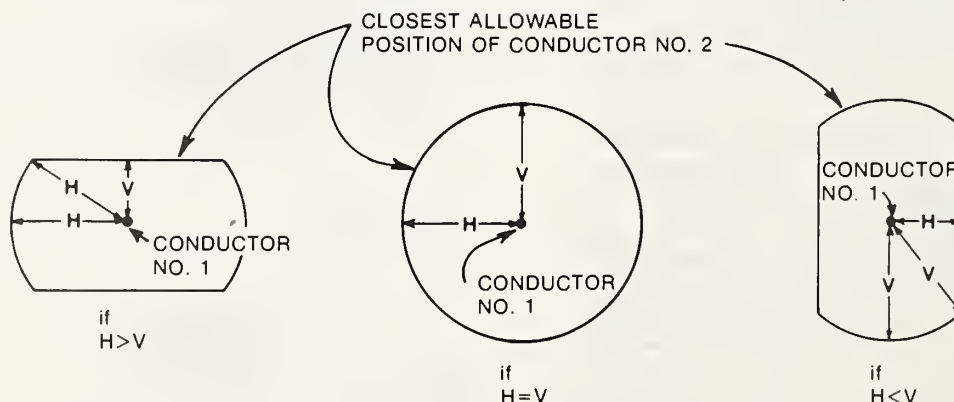 CLOSEST ALLOWABLE
POSITION OF CONDUCTOR NO. 2
H
V
H
CONDUCTOR
NO. 1
if
H>V
V
H
CONDUCTOR
NO. 1
if
H=V
CONDUCTOR
NO. 1
H
V
V
if
H<V